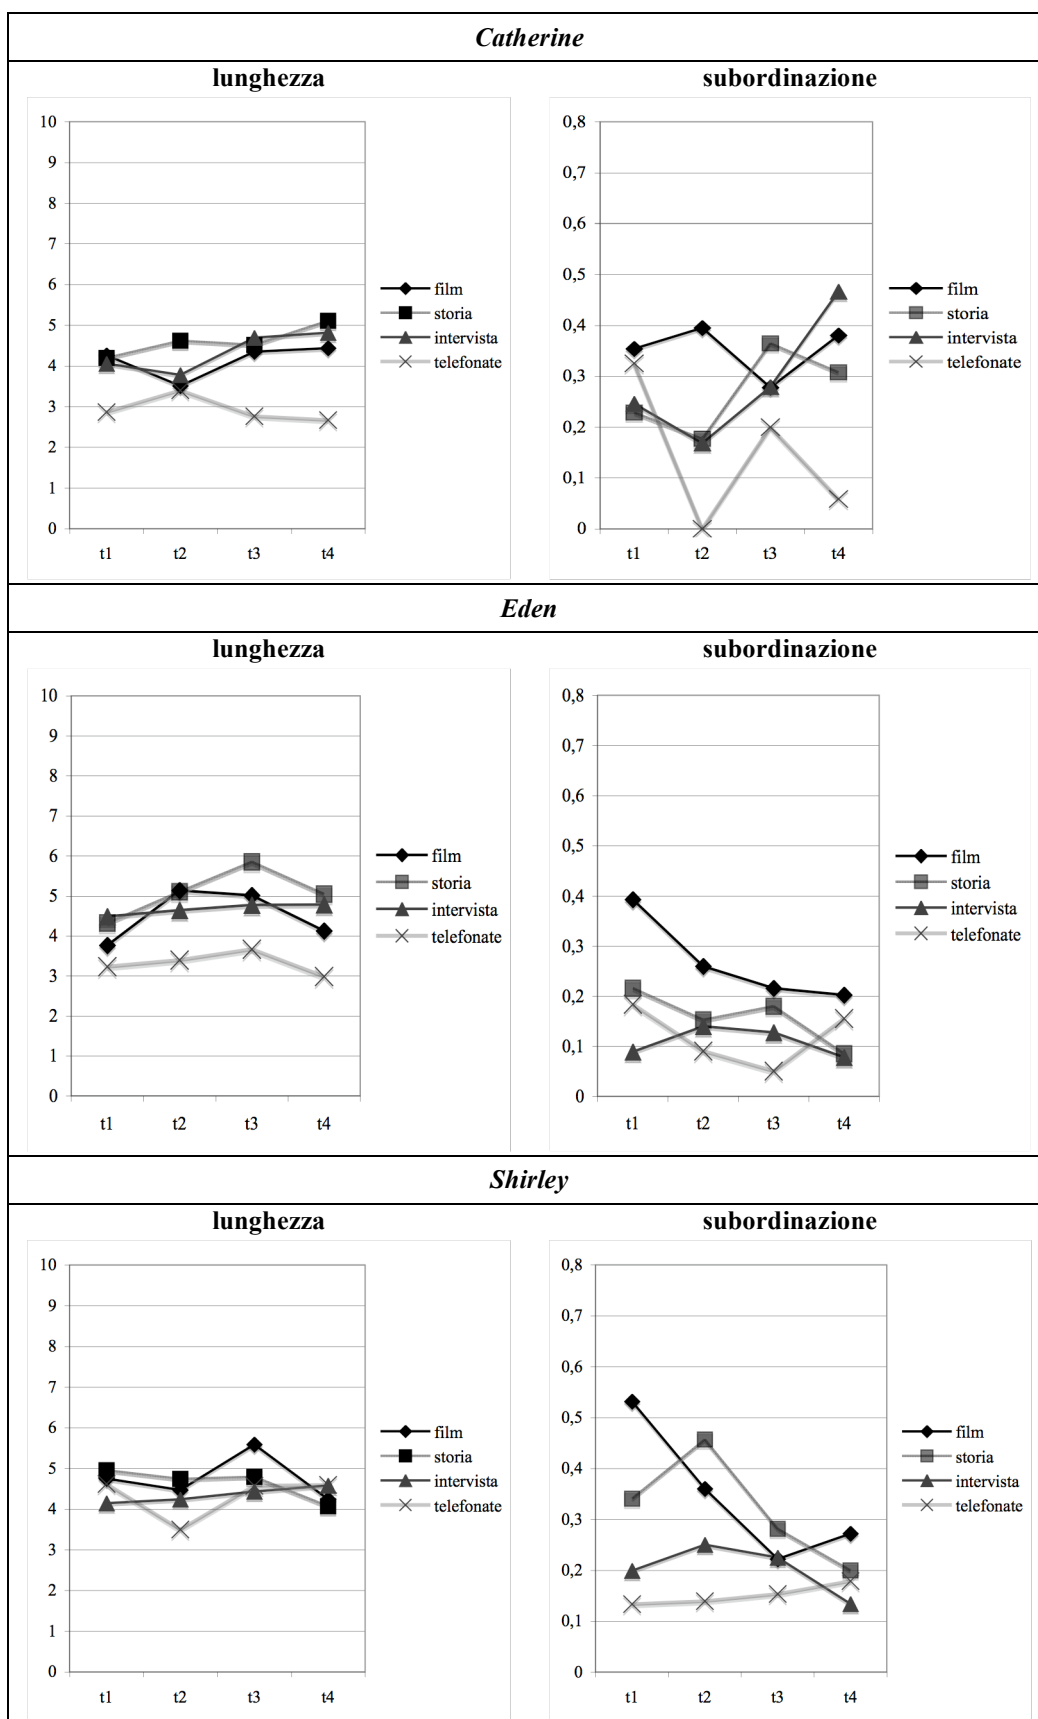 Catherine
lunghezza subordinazione
10 0,8
9 0,7
8 0,6
7 0,5
6 0,4
5 0,3
4 0,2
3 0,1
2 0
1
0
t1 t2 t3 t4 t1 t2 t3 t4
film film
storia storia
intervista intervista
telefonate telefonate
Eden
lunghezza subordinazione
10 0,8
9 0,7
8 0,6
7 0,5
6 0,4
5 0,3
4 0,2
3 0,1
2 0
1
0
t1 t2 t3 t4 t1 t2 t3 t4
film film
storia storia
intervista intervista
telefonate telefonate
Shirley
lunghezza subordinazione
10 0,8
9 0,7
8 0,6
7 0,5
6 0,4
5 0,3
4 0,2
3 0,1
2 0
1
0
t1 t2 t3 t4 t1 t2 t3 t4
film film
storia storia
intervista intervista
telefonate telefonate